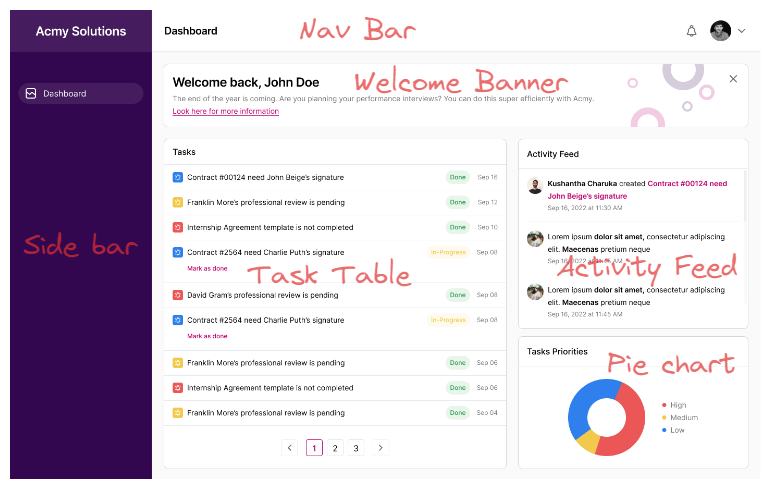 Acmy Solutions
Dashboard
Nav Bar
Dashboard
Side bar
Welcome back, John Doe
Welcome Banner
The end of the year is coming. Are you planning your performance interviews? You can do this super efficiently with Acmy.
Look here for more information
Tasks
Contract #00124 need John Beige's signature Done Sep 16
Franklin More's professional review is pending Done Sep 12
Internship Agreement template is not completed Done Sep 10
Contract #2564 need Charlie Puth's signature In-Progress Sep 08
Mark as done
Task Table
David Gram's professional review is pending Done Sep 08
Contract #2564 need Charlie Puth's signature In-Progress Sep 08
Mark as done
Franklin More's professional review is pending Done Sep 06
Internship Agreement template is not completed Done Sep 06
Franklin More's professional review is pending Done Sep 04
1 2 3
Activity Feed
Kushantha Charuka created Contract #00124 need
John Beige's signature
Sep 16, 2022 at 11:30 AM
Lorem ipsum dolor sit amet, consectetur adipiscing
elit. Maecenas pretium neque
Sep 16, 2022 at 11:45 AM
Activity Feed
Lorem ipsum dolor sit amet, consectetur adipiscing
elit. Maecenas pretium neque
Sep 16, 2022 at 11:45 AM
Tasks Priorities
Pie chart
High
Medium
Low